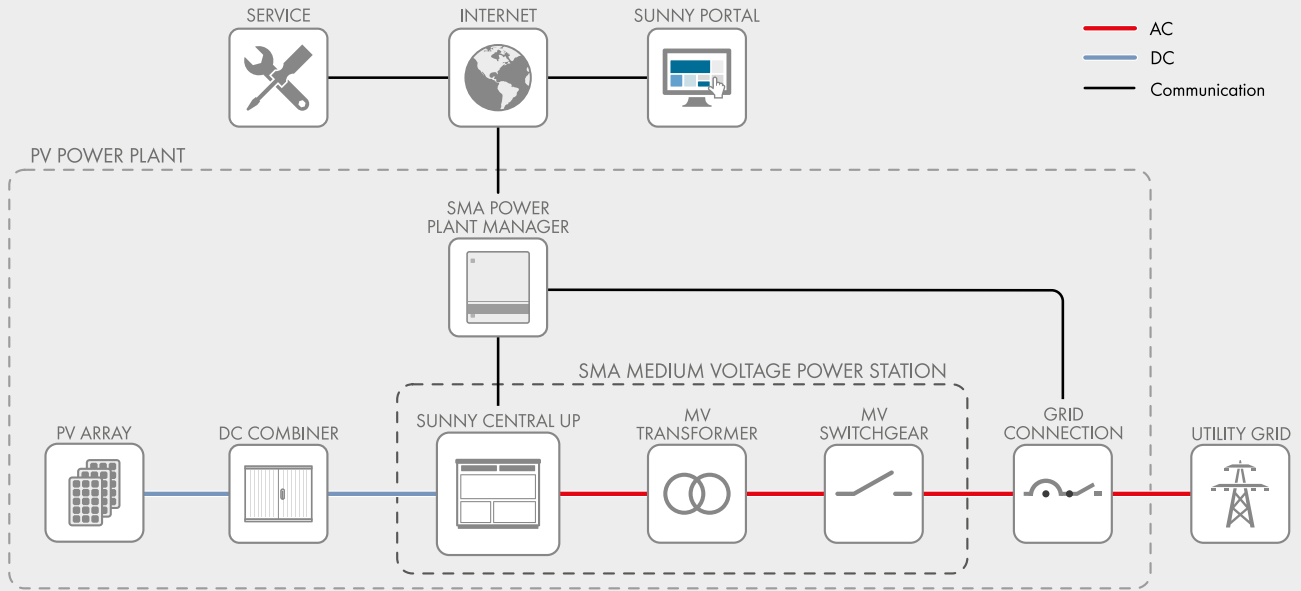 SERVICE
INTERNET
SUNNY PORTAL
AC
DC
Communication
PV POWER PLANT
SMA POWER
PLANT MANAGER
SMA MEDIUM VOLTAGE POWER STATION
PV ARRAY
DC COMBINER
SUNNY CENTRAL UP
MV
TRANSFORMER
MV
SWITCHGEAR
GRID
CONNECTION
UTILITY GRID